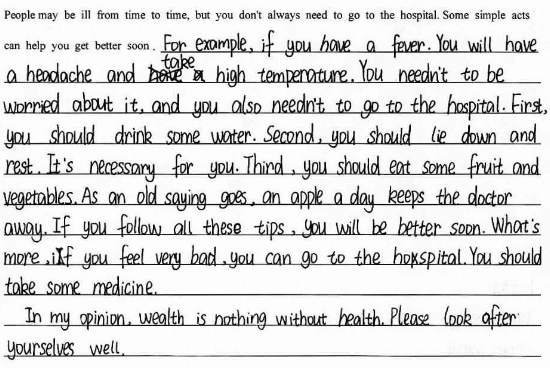 People may be ill from time to time, but you don't always need to go to the hospital. Some simple acts
can help you get better soon. For example, if you have a fever. You will have
a headache and take high temperature. You needn't to be
worried about it, and you also needn't to go to the hospital. First,
you should drink some water. Second, you should lie down and
rest. It's necessary for you. Third, you should eat some fruit and
vegetables. As an old saying goes, an apple a day keeps the doctor
away. If you follow all these tips, you will be better soon. What's
more, if you feel very bad, you can go to the hospital. You should
take some medicine.
In my opinion, wealth is nothing without health. Please look after
yourselves well.